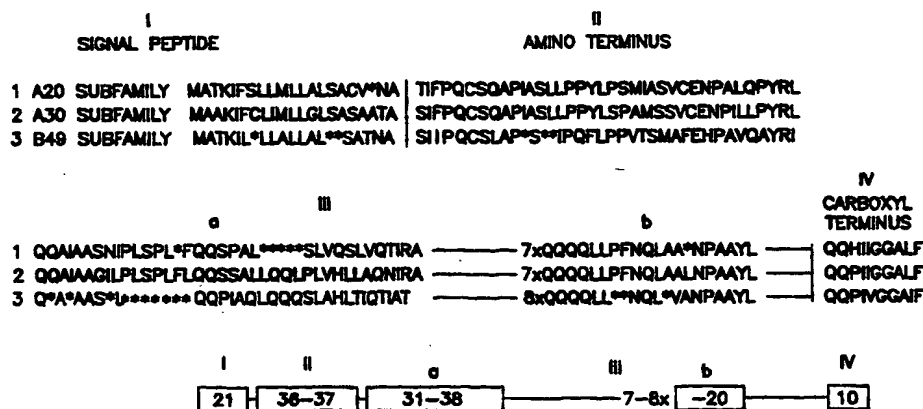 I II
SIGNAL PEPTIDE AMINO TERMINUS
1 A20 SUBFAMILY MATKIFSLLMLLALSACV*NA TIFPQCSQAPIASLLPPYLPSMIASVCENPALQPYRL
2 A30 SUBFAMILY MAAKIFCLIMLLGLSASAATA SIFPQCSQAPIASLLPPYLSPAMSSVCENPILLPYRL
3 B49 SUBFAMILY MATKIL*LLALLAL**SATNA SIIPQCSLAP*S**IPQFLPPVTSMAFEHPAVQAYRI
III IV
a b CARBOXYL
TERMINUS
1 QQAIAASNIPLSPL*FQQSPAL*****SLVQSLVQTIRA 7xQQQQLLPFNQLAA*NPAAYL QQHIIGGALF
2 QQAIAAGILPLSPLFLQQSSALLQQLPLVHLLAQNIRA 7xQQQQLLPFNQLAALNPAAYL QQPIIGGALF
3 Q*A*AAS*L********QQPIAQLQQQSLAHLTIQTIAT 8xQQQQLL**NQL*VANPAAYL QQPIVGGAIF
I II a III b IV
21 36-37 31-38 7-8x ~20 10